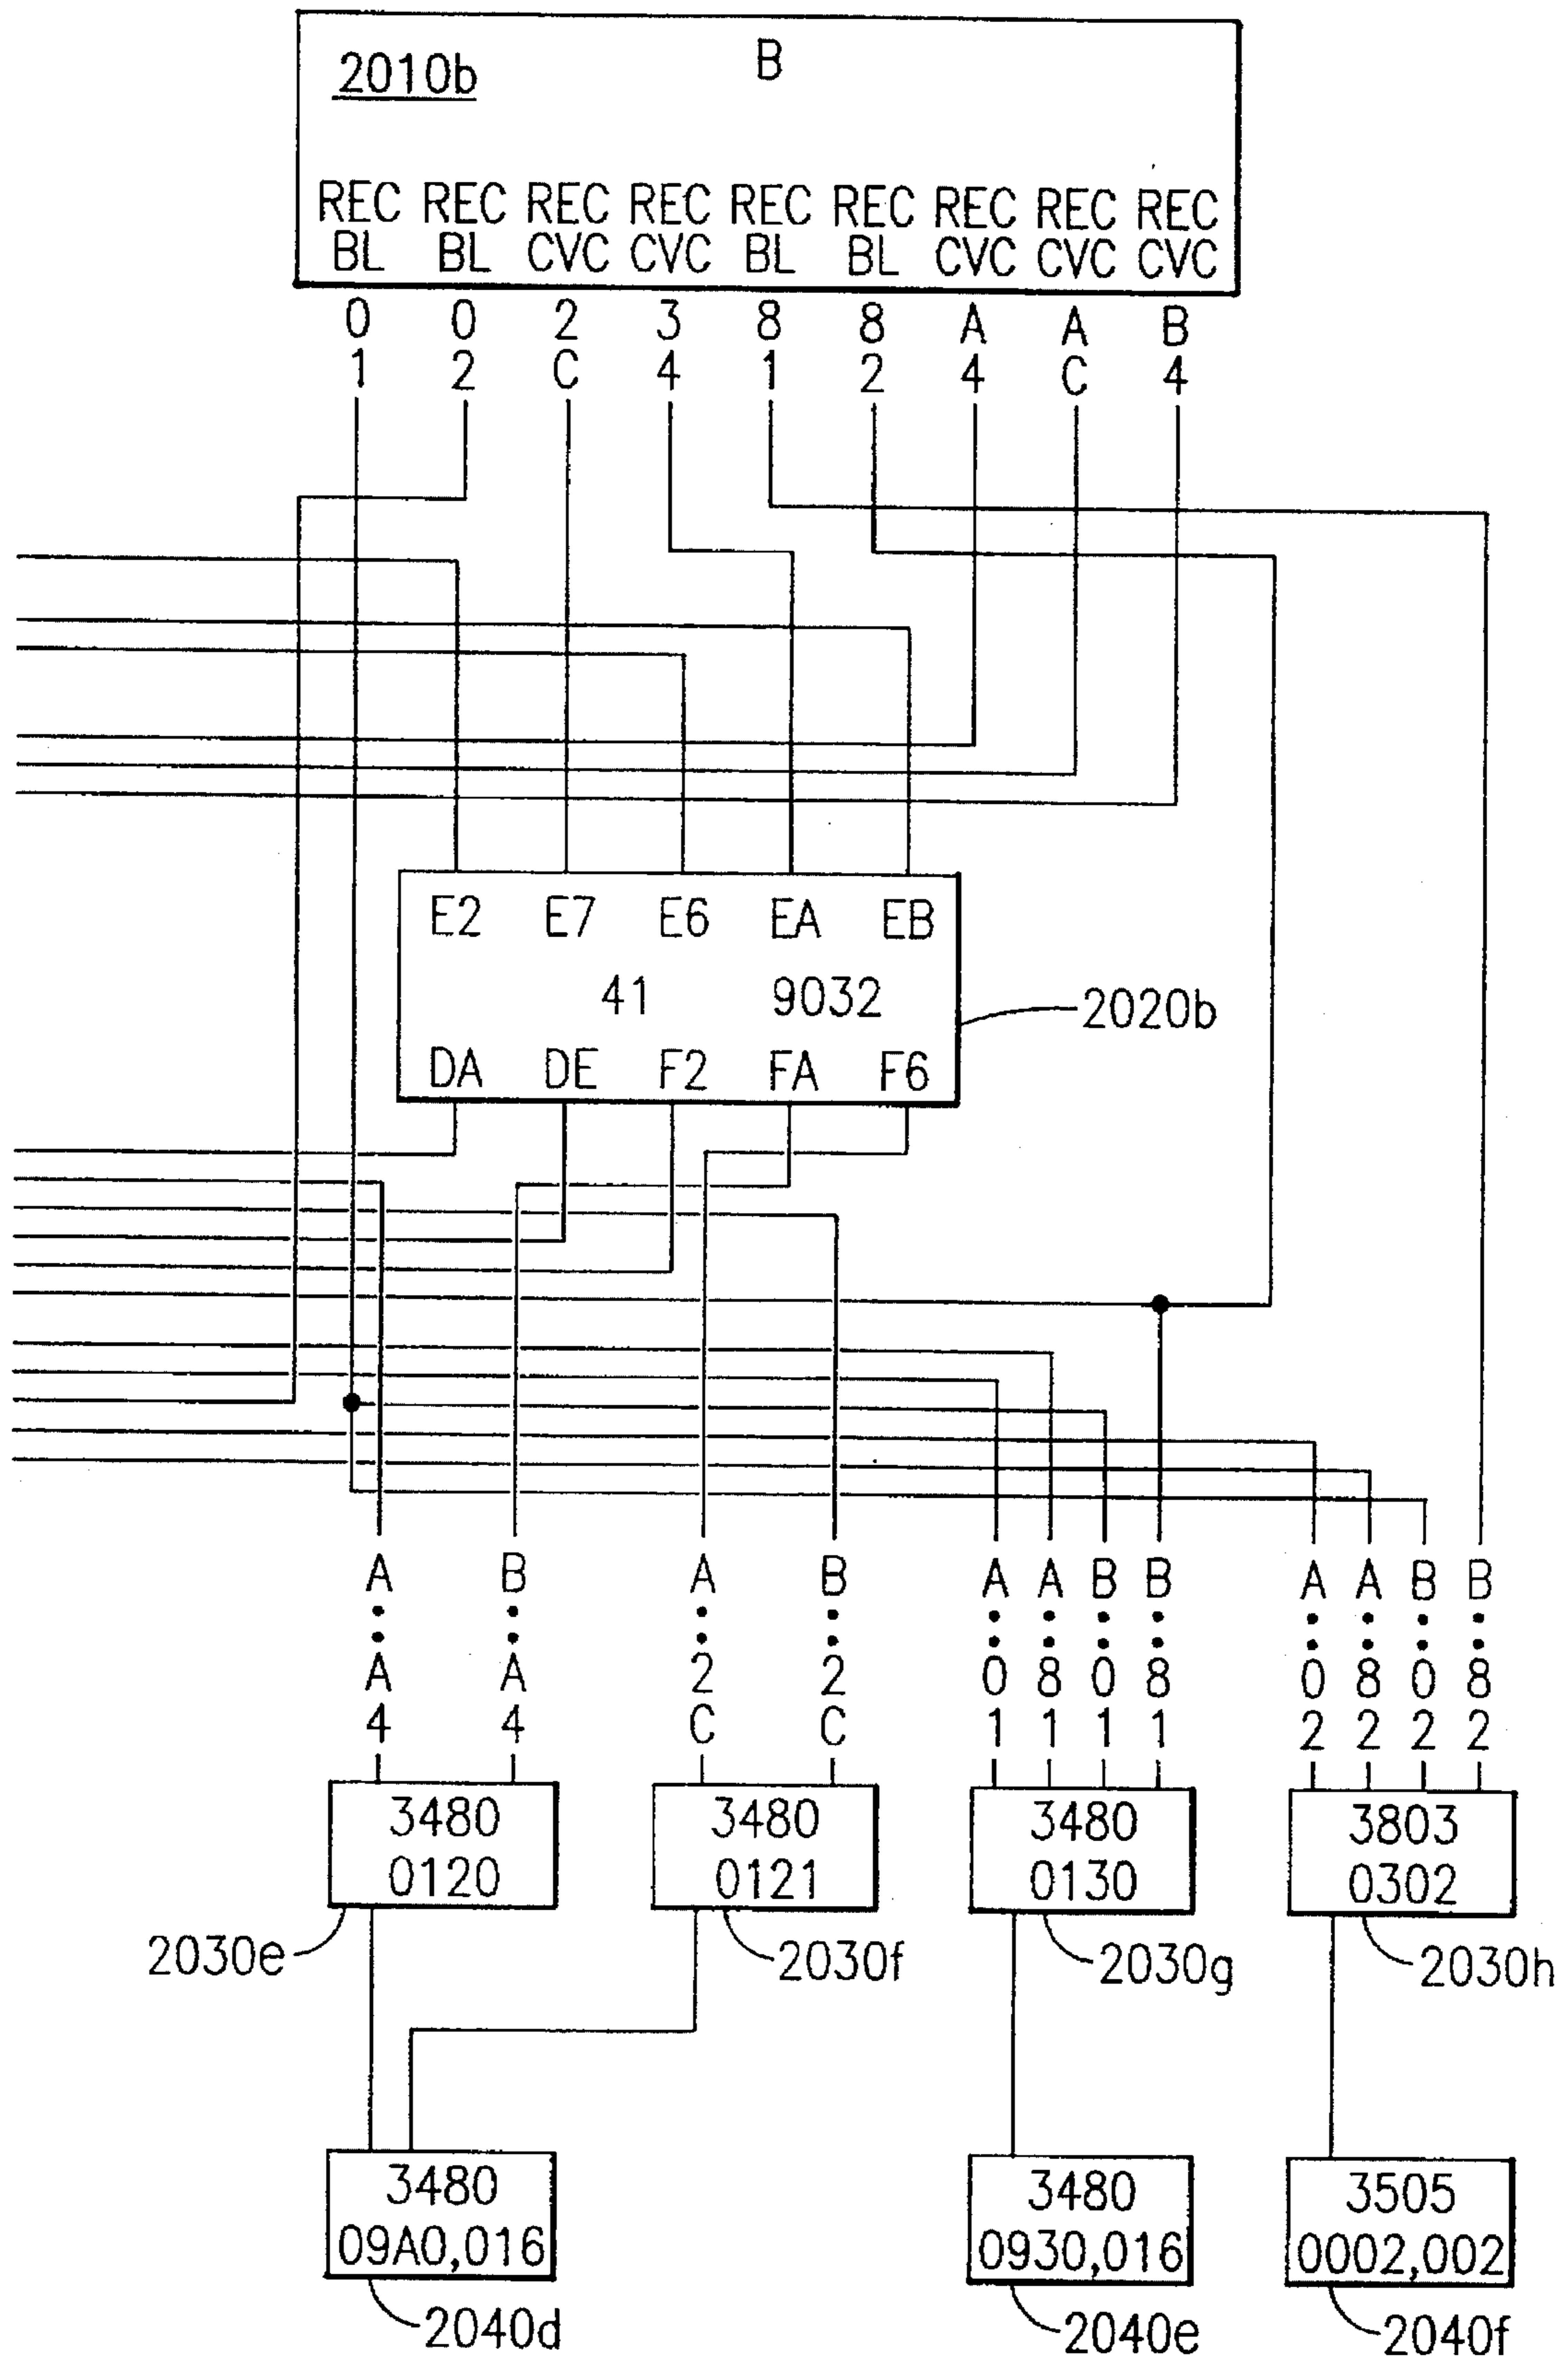 B
2010b
REC REC REC REC REC REC REC REC REC
BL BL CVC CVC BL BL CVC CVC CVC
0 0 2 3 8 8 A A B
1 2 C 4 1 2 4 C 4
E2 E7 E6 EA EB
41 9032
2020b
DA DE F2 FA F6
A B A B A A B B A A B B
• • • • • • • • • • • •
• • • • • • • • • • • •
A A 2 2 0 8 0 8 0 8 0 8
4 4 C C 1 1 1 1 2 2 2 2
3480 3480 3480 3803
0120 0121 0130 0302
2030e 2030f 2030g 2030h
3480 3480 3505
09A0,016 0930,016 0002,002
2040d 2040e 2040f